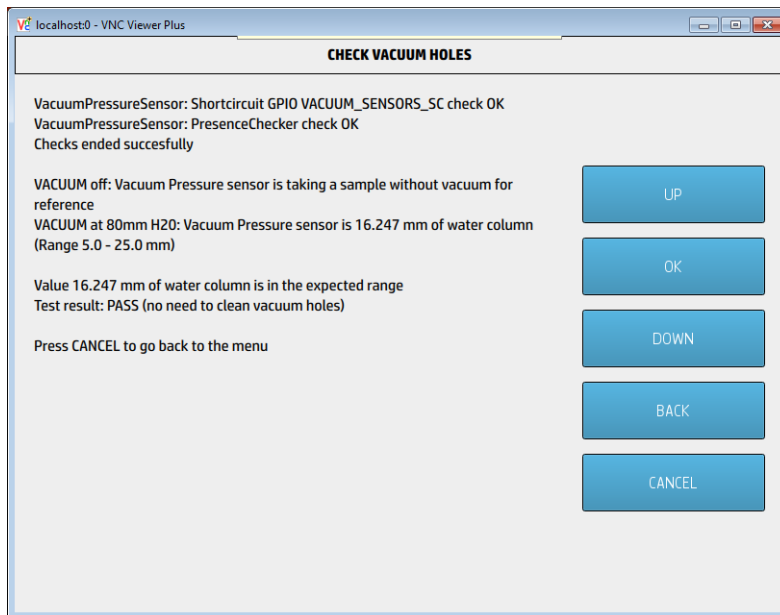 localhost:0 - VNC Viewer Plus
CHECK VACUUM HOLES
VacuumPressureSensor: Shortcircuit GPIO VACUUM_SENSORS_SC check OK
VacuumPressureSensor: PresenceChecker check OK
Checks ended succesfully
VACUUM off: Vacuum Pressure sensor is taking a sample without vacuum for
reference
VACUUM at 80mm H20: Vacuum Pressure sensor is 16.247 mm of water column
(Range 5.0 - 25.0 mm)
Value 16.247 mm of water column is in the expected range
Test result: PASS (no need to clean vacuum holes)
Press CANCEL to go back to the menu
UP
OK
DOWN
BACK
CANCEL